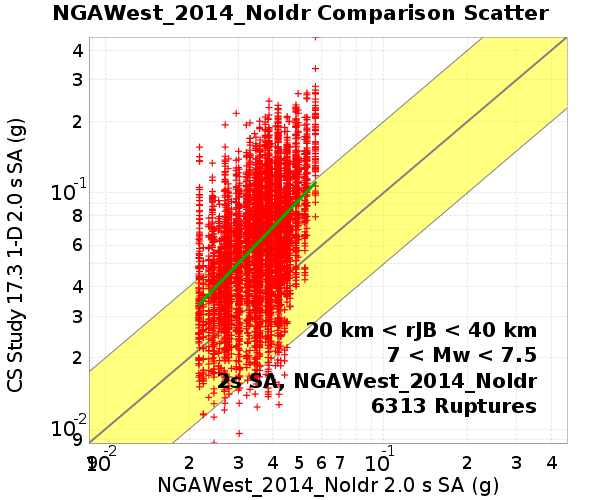 NGAWest_2014_NoIdr Comparison Scatter
CS Study 17.3 1-D 2.0 s SA (g)
4
3
2
10-1
8
6
4
3
2
10-2
9
20 km < rJB < 40 km
7 < Mw < 7.5
2s SA, NGAWest_2014_NoIdr
6313 Ruptures
9 10-2 2 3 4 5 6 7 10-1 2 3 4
NGAWest_2014_NoIdr 2.0 s SA (g)